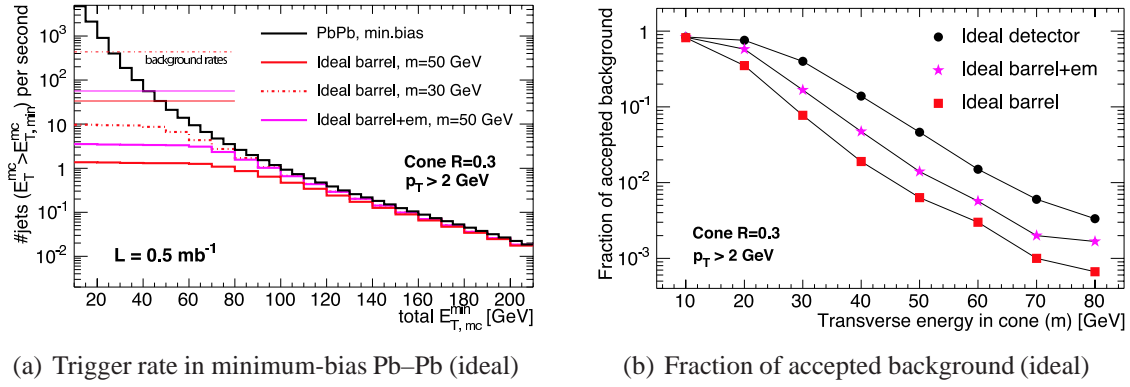 #jets (E_T^mc>E_T,min^mc) per second
10^3
10^2
10
1
10^-1
10^-2
background rates
PbPb, min.bias
Ideal barrel, m=50 GeV
Ideal barrel, m=30 GeV
Ideal barrel+em, m=50 GeV
Cone R=0.3
p_T > 2 GeV
L = 0.5 mb^-1
20 40 60 80 100 120 140 160 180 200
total E_T, mc^min [GeV]
(a) Trigger rate in minimum-bias Pb–Pb (ideal)
Fraction of accepted background
1
10^-1
10^-2
10^-3
Ideal detector
Ideal barrel+em
Ideal barrel
Cone R=0.3
p_T > 2 GeV
10 20 30 40 50 60 70 80
Transverse energy in cone (m) [GeV]
(b) Fraction of accepted background (ideal)